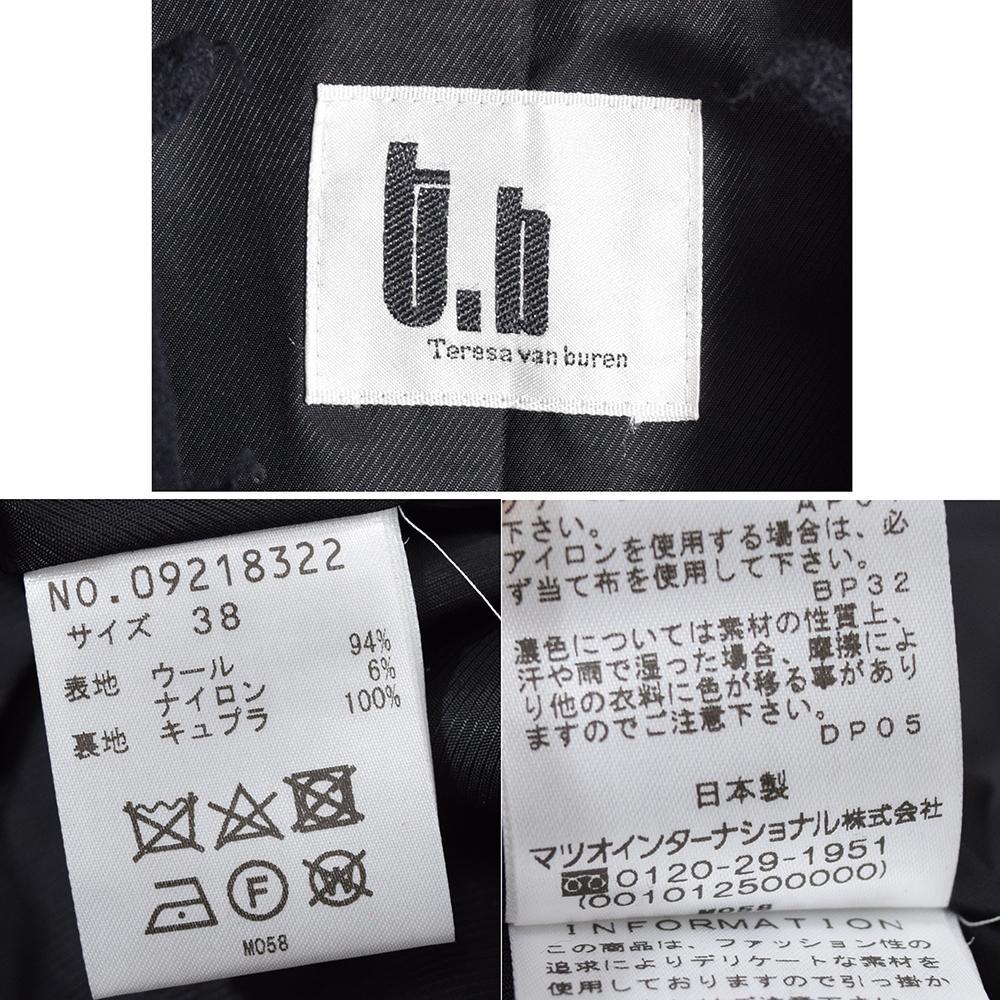 t.b
Teresa van buren
NO.09218322
サイズ 38
表地 ウール 94%
ナイロン 6%
裏地 キュプラ 100%
F
W
M058
下さい。
アイロンを使用する場合は、必
ず当て布を使用して下さい。
BP32
濃色については素材の性質上、
汗や雨で湿った場合、摩擦によ
り他の衣料に色が移る事があり
ますのでご注意下さい。
DP05
日本製
マツオインターナショナル株式会社
0120-29-1951
(001012500000)
M058
INFORMATION
この商品は、ファッション性の
追求によりデリケートな素材を
使用しておりますので引っ掛か